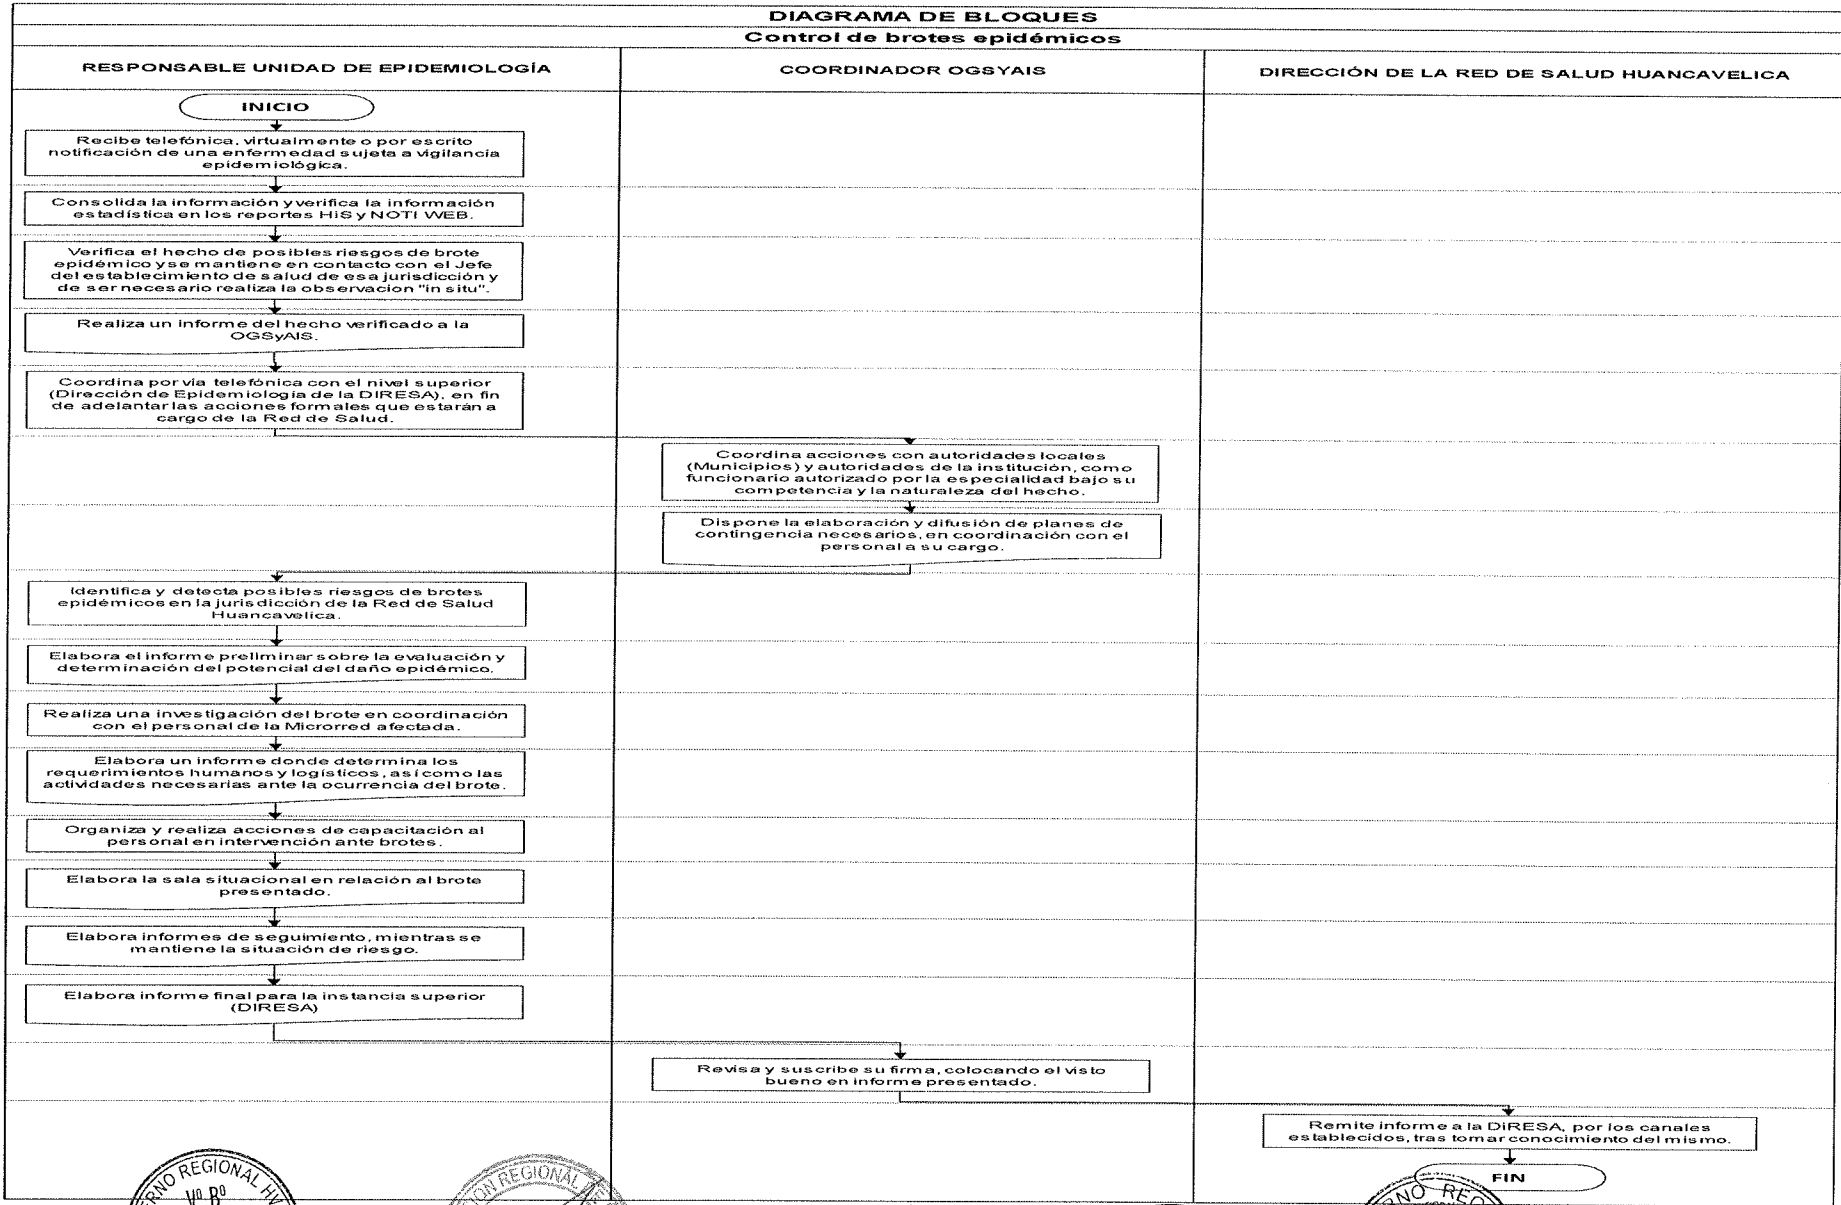 DIAGRAMA DE BLOQUES
Control de brotes epidémicos
RESPONSABLE UNIDAD DE EPIDEMIOLOGÍA
COORDINADOR OGSYAIS
DIRECCIÓN DE LA RED DE SALUD HUANCAVELICA
INICIO
Recibe telefónica, virtualmente o por escrito
notificación de una enfermedad sujeta a vigilancia
epidemiológica.
Consolida la información y verifica la información
estadística en los reportes HiS y NOTI WEB.
Verifica el hecho de posibles riesgos de brote
epidémico y se mantiene en contacto con el Jefe
del establecimiento de salud de esa jurisdicción y
de ser necesario realiza la observacion "in situ".
Realiza un informe del hecho verificado a la
OGSyAIS.
Coordina por vía telefónica con el nivel superior
(Dirección de Epidemiología de la DIRESA), en fin
de adelantar las acciones formales que estarán a
cargo de la Red de Salud.
Coordina acciones con autoridades locales
(Municipios) y autoridades de la institución, como
funcionario autorizado por la especialidad bajo su
competencia y la naturaleza del hecho.
Dispone la elaboración y difusión de planes de
contingencia necesarios, en coordinación con el
personal a su cargo.
Identifica y detecta posibles riesgos de brotes
epidémicos en la jurisdicción de la Red de Salud
Huancavelica.
Elabora el informe preliminar sobre la evaluación y
determinación del potencial del daño epidémico.
Realiza una investigación del brote en coordinación
con el personal de la Microrred afectada.
Elabora un informe donde determina los
requerimientos humanos y logísticos, así como las
actividades necesarias ante la ocurrencia del brote.
Organiza y realiza acciones de capacitación al
personal en intervención ante brotes.
Elabora la sala situacional en relación al brote
presentado.
Elabora informes de seguimiento, mientras se
mantiene la situación de riesgo.
Elabora informe final para la instancia superior
(DIRESA)
Revisa y suscribe su firma, colocando el visto
bueno en informe presentado.
Remite informe a la DiRESA, por los canales
establecidos, tras tomar conocimiento del mismo.
FIN
REGIONAL
Vº Bº
REGIONAL